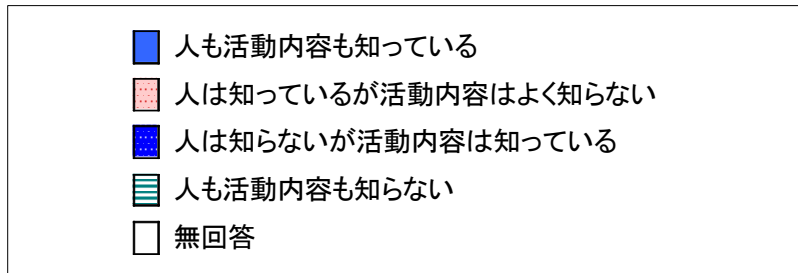 人も活動内容も知っている
人は知っているが活動内容はよく知らない
人は知らないが活動内容は知っている
人も活動内容も知らない
無回答